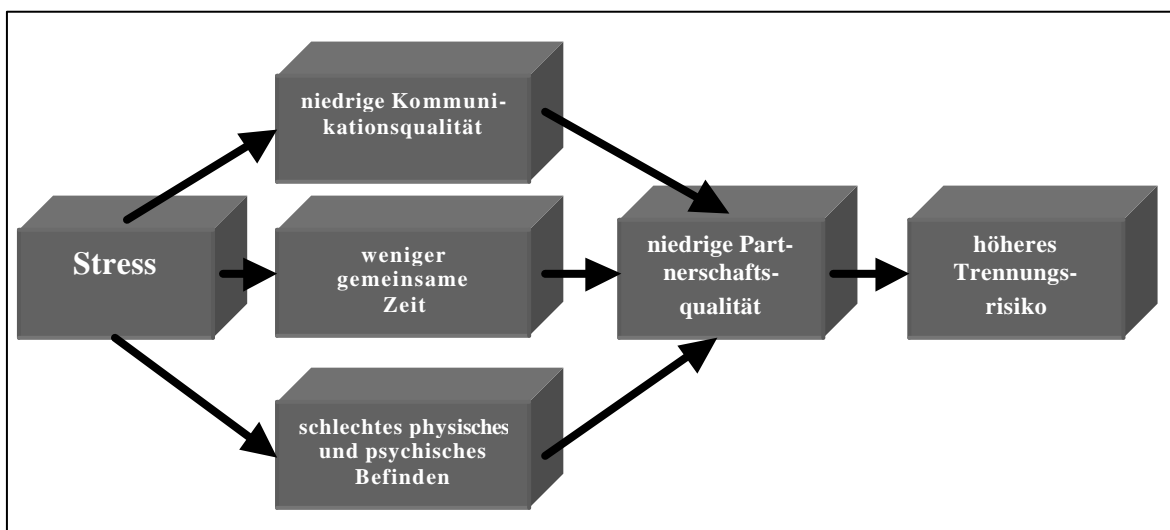 Stress
niedrige Kommuni-
kationsqualität
weniger
gemeinsame
Zeit
schlechtes physisches
und psychisches
Befinden
niedrige Part-
nerschafts-
qualität
höheres
Trennungs-
risiko